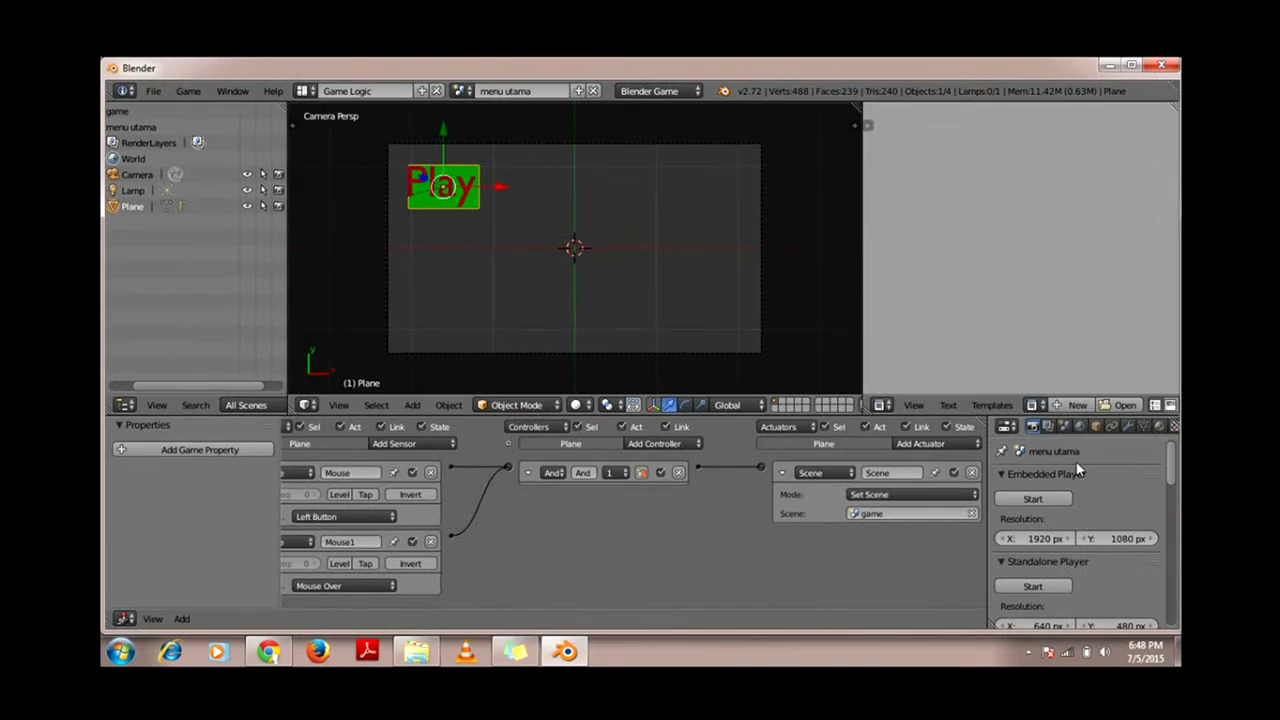 Blender
File Game Window Help Game Logic menu utama Blender Game v2.72 | Verts:488 | Faces:239 | Tris:240 | Objects:1/4 | Lamps:0/1 | Mem:11.42M (0.63M) | Plane
game
menu utama
RenderLayers
World
Camera
Lamp
Plane
Camera Persp
Play
y
(1) Plane
View Search All Scenes
View Select Add Object Object Mode Global
View Text Templates New Open
Properties
Add Game Property
Sel Act Link State
Plane Add Sensor
Mouse
Level Tap Invert
Left Button
Mouse1
Level Tap Invert
Mouse Over
Controllers Sel Act Link
Plane Add Controller
And And 1
Actuators Sel Act Link State
Plane Add Actuator
Scene Scene
Mode: Set Scene
Scene: game
menu utama
Embedded Player
Start
Resolution:
X: 1920 px Y: 1080 px
Standalone Player
Start
Resolution:
X: 640 px Y: 480 px
View Add
6:48 PM
7/5/2015